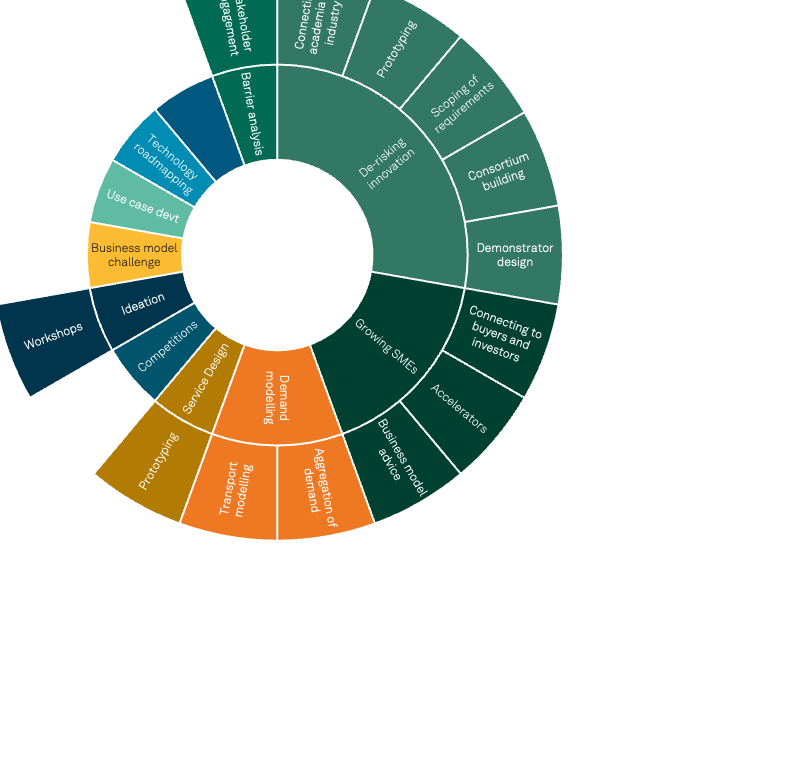 industry
academia
Prototyping
Scoping of
requirements
Consortium
building
Demonstrator
design
De-risking
innovation
Barrier analysis
Technology
roadmapping
Use case devt
Business model
challenge
Ideation
Workshops
Competitions
Service Design
Prototyping
Demand
modelling
Transport
modelling
Aggregation of
demand
Growing SMEs
Connecting to
buyers and
investors
Accelerators
Business model
advice